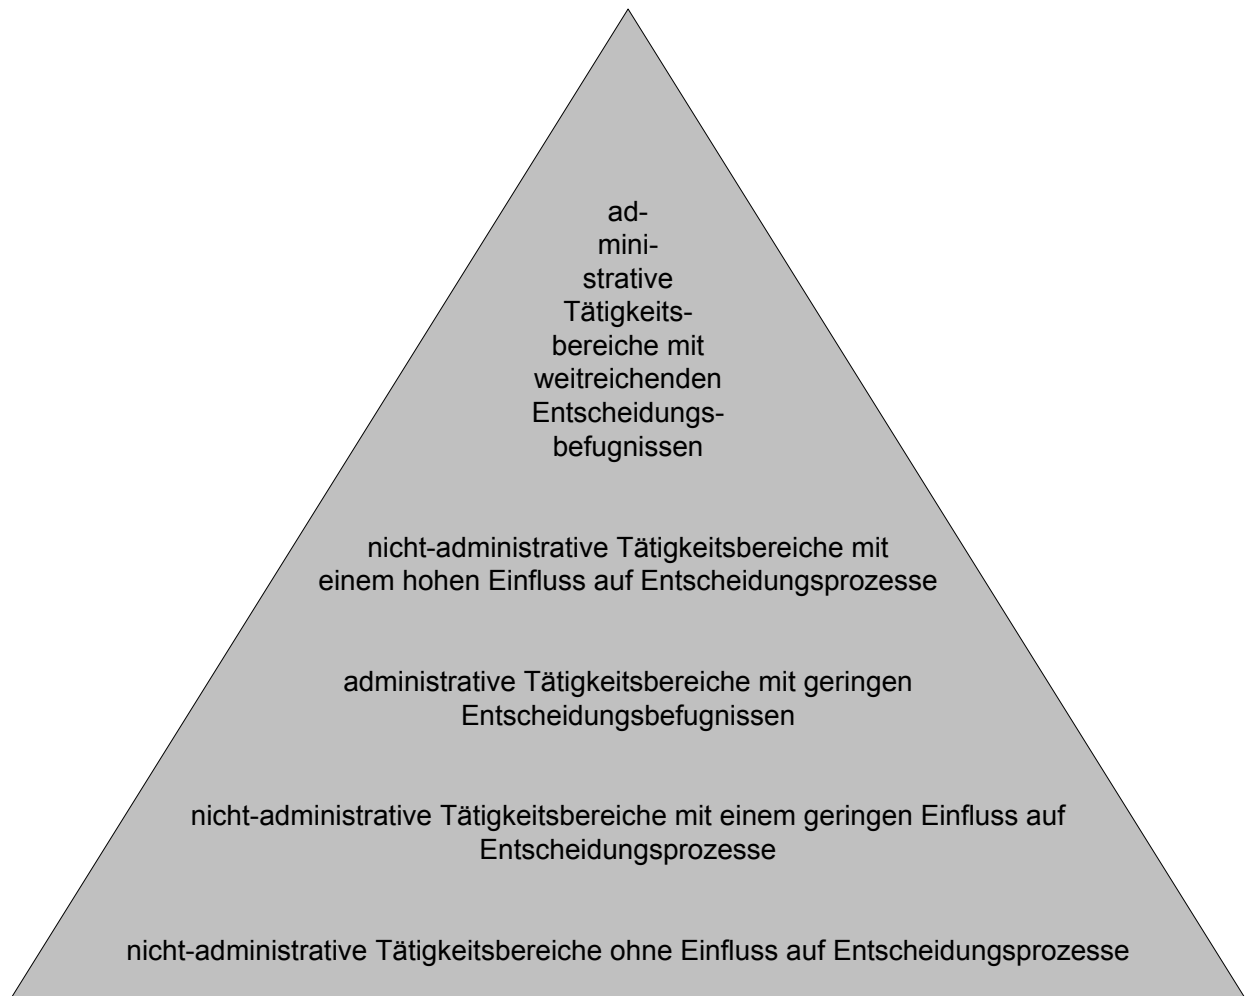 ad-
mini-
strative
Tätigkeits-
bereiche mit
weitreichenden
Entscheidungs-
befugnissen
nicht-administrative Tätigkeitsbereiche mit
einem hohen Einfluss auf Entscheidungsprozesse
administrative Tätigkeitsbereiche mit geringen
Entscheidungsbefugnissen
nicht-administrative Tätigkeitsbereiche mit einem geringen Einfluss auf
Entscheidungsprozesse
nicht-administrative Tätigkeitsbereiche ohne Einfluss auf Entscheidungsprozesse